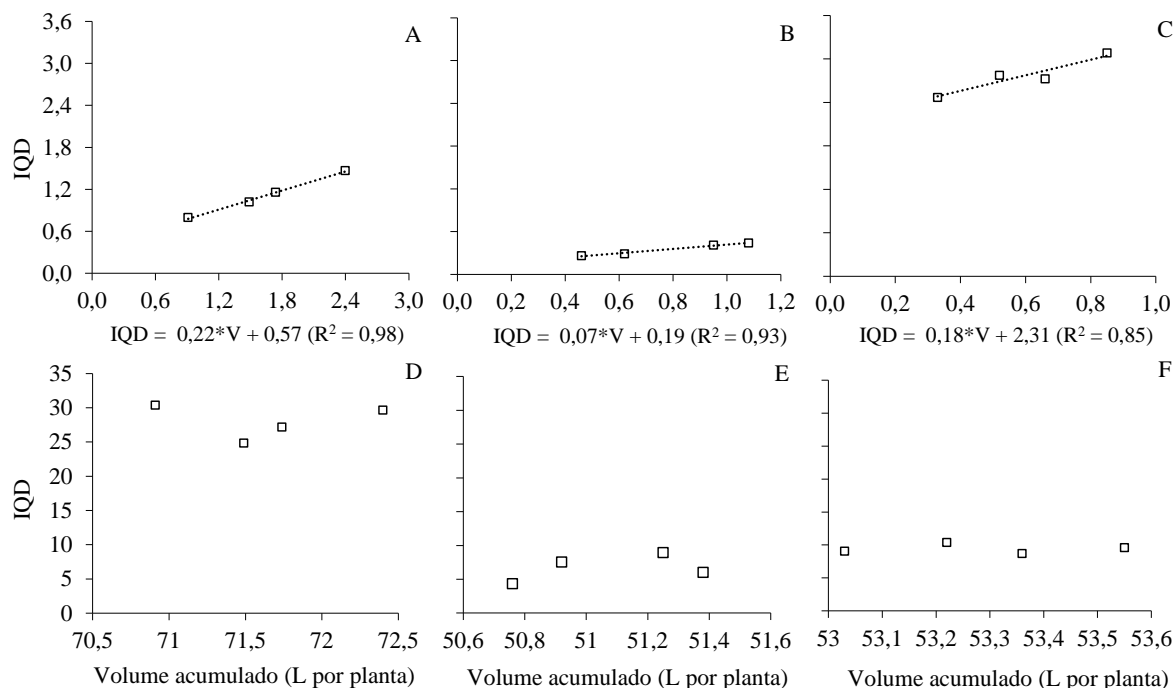 A
B
C
IQD
3,6
3,0
2,4
1,8
1,2
0,6
0,0
0,0 0,6 1,2 1,8 2,4 3,0
0,0 0,2 0,4 0,6 0,8 1,0 1,2
0,0 0,2 0,4 0,6 0,8 1,0
IQD = 0,22*V + 0,57 (R² = 0,98)
IQD = 0,07*V + 0,19 (R² = 0,93)
IQD = 0,18*V + 2,31 (R² = 0,85)
D
E
F
IQD
35
30
25
20
15
10
5
0
70,5 71 71,5 72 72,5
50,6 50,8 51 51,2 51,4 51,6
53 53,1 53,2 53,3 53,4 53,5 53,6
Volume acumulado (L por planta)
Volume acumulado (L por planta)
Volume acumulado (L por planta)